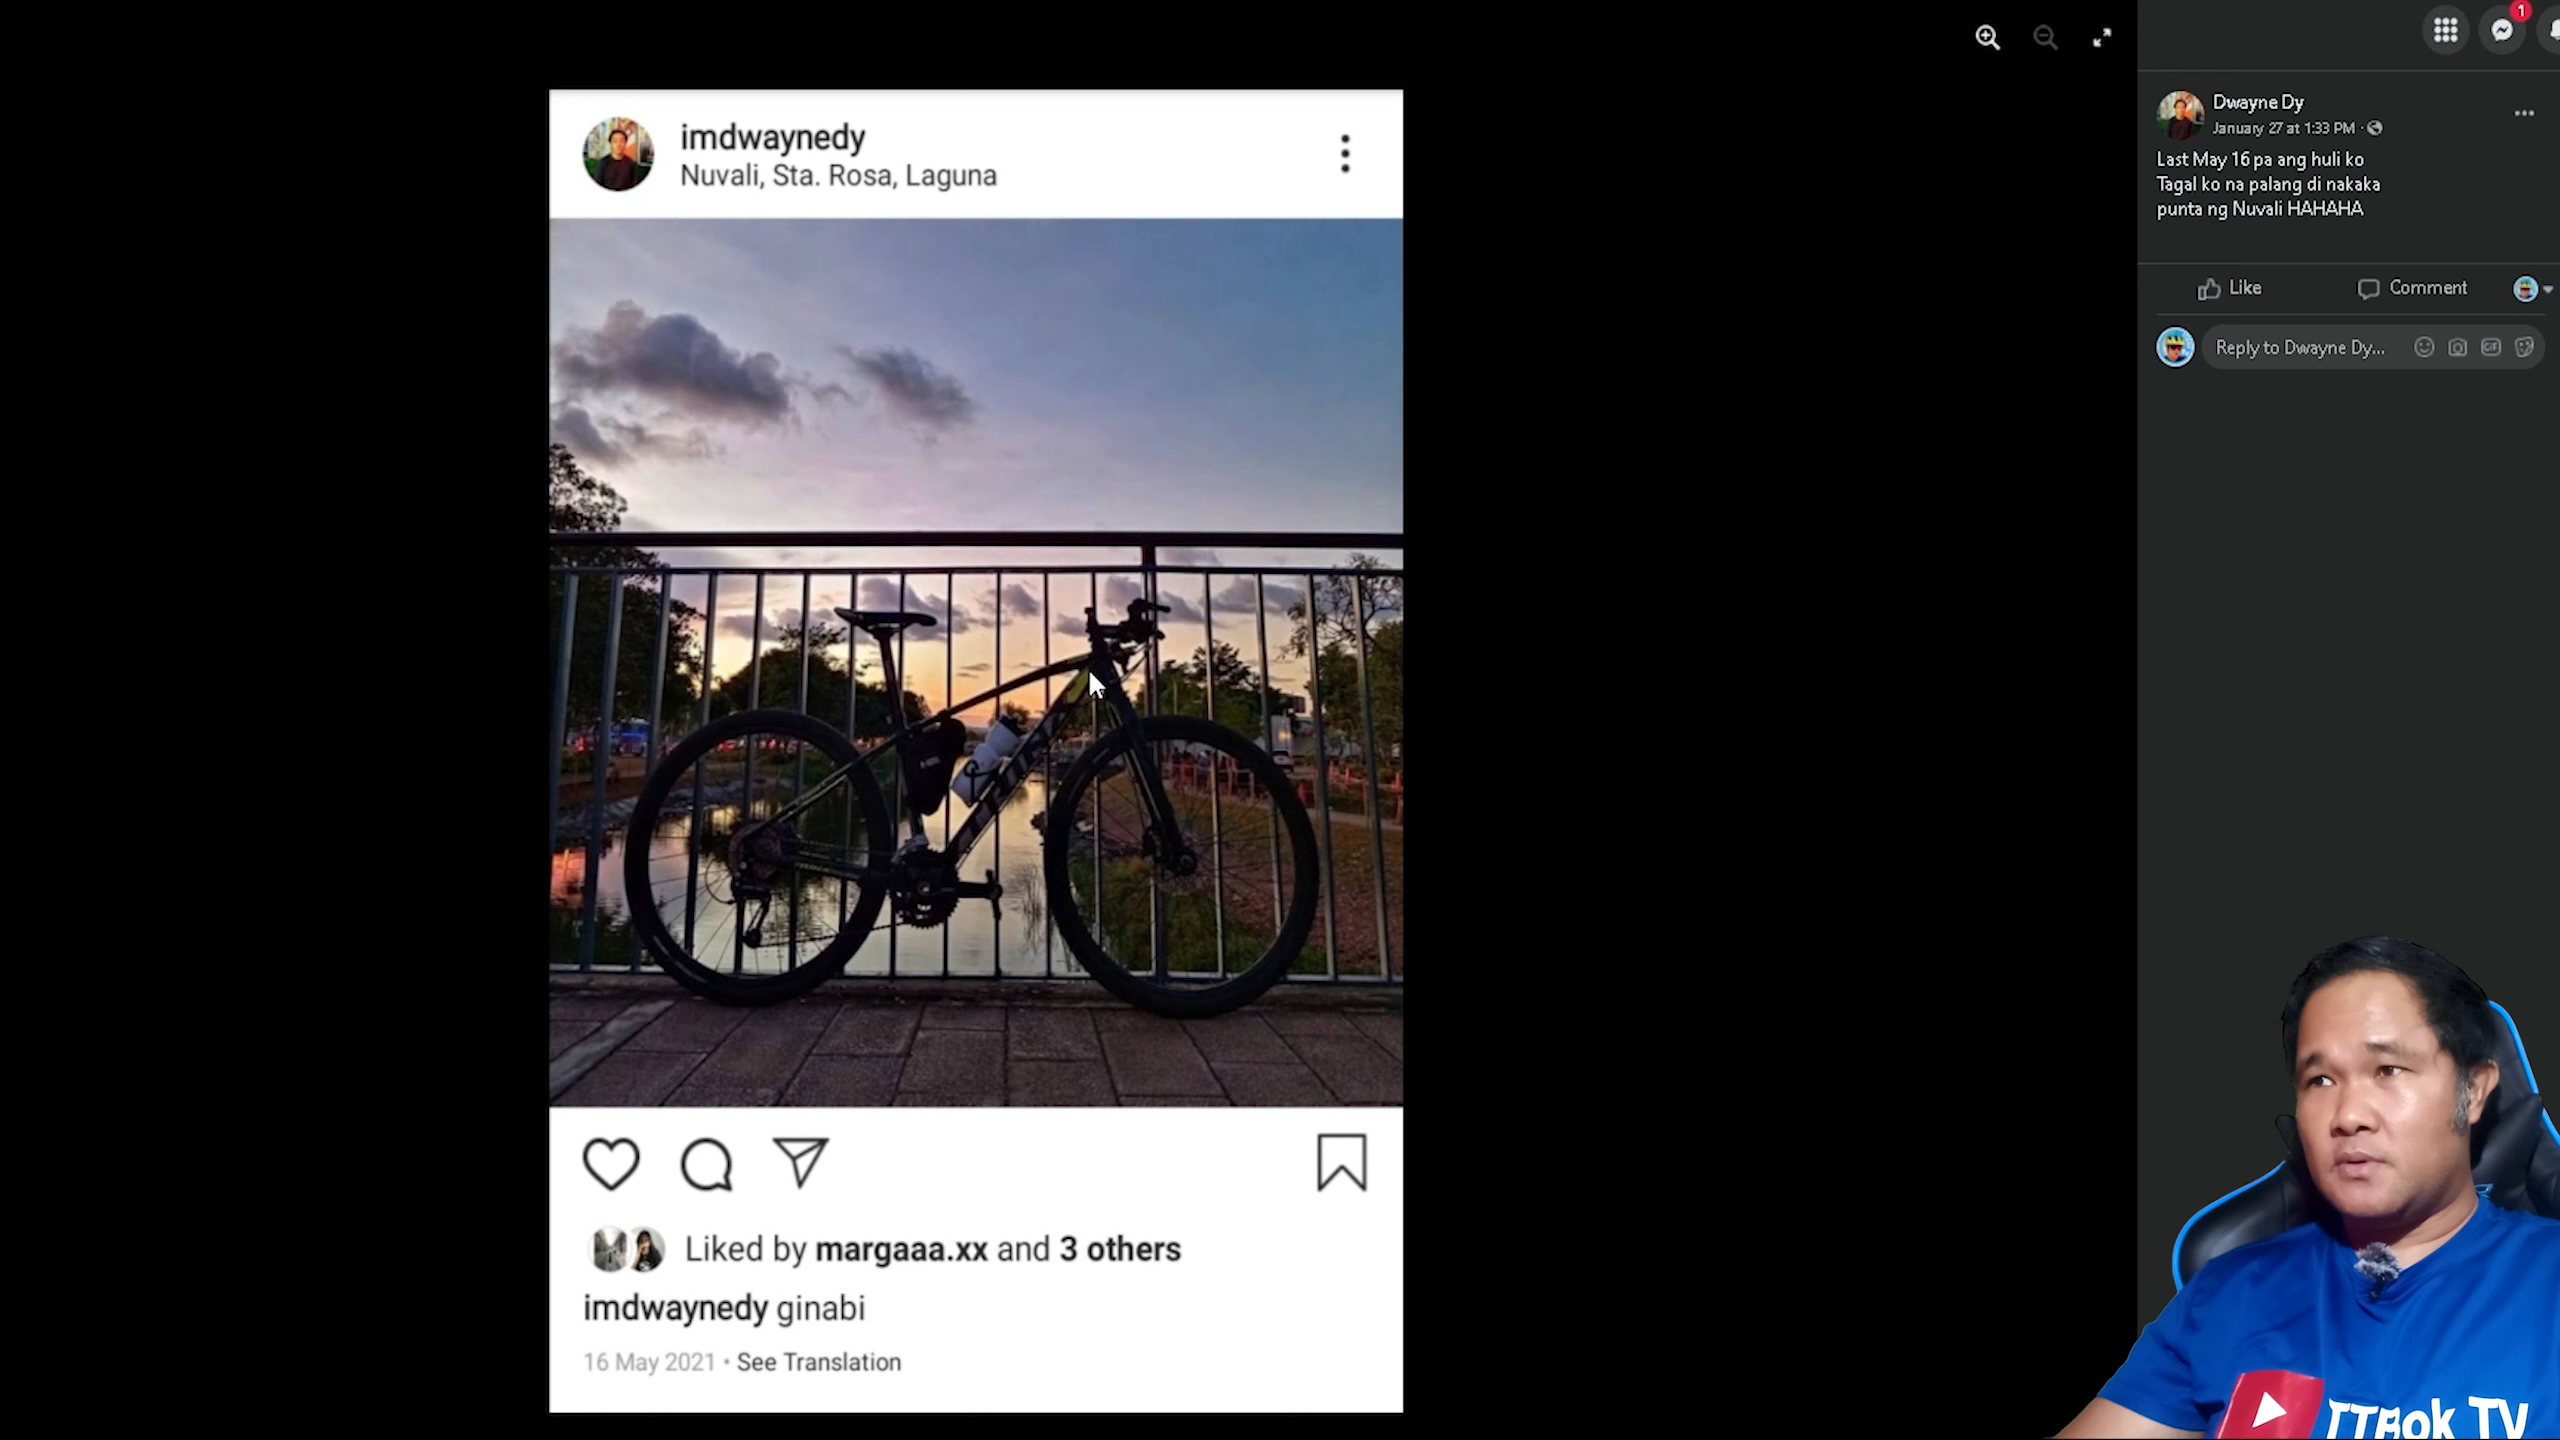 imdwaynedy
Nuvali, Sta. Rosa, Laguna
Liked by margaaa.xx and 3 others
imdwaynedy ginabi
16 May 2021 • See Translation
1
Dwayne Dy
January 27 at 1:33 PM ·
Last May 16 pa ang huli ko
Tagal ko na palang di nakaka
punta ng Nuvali HAHAHA
Like
Comment
Reply to Dwayne Dy...
GIF
TTBok TV